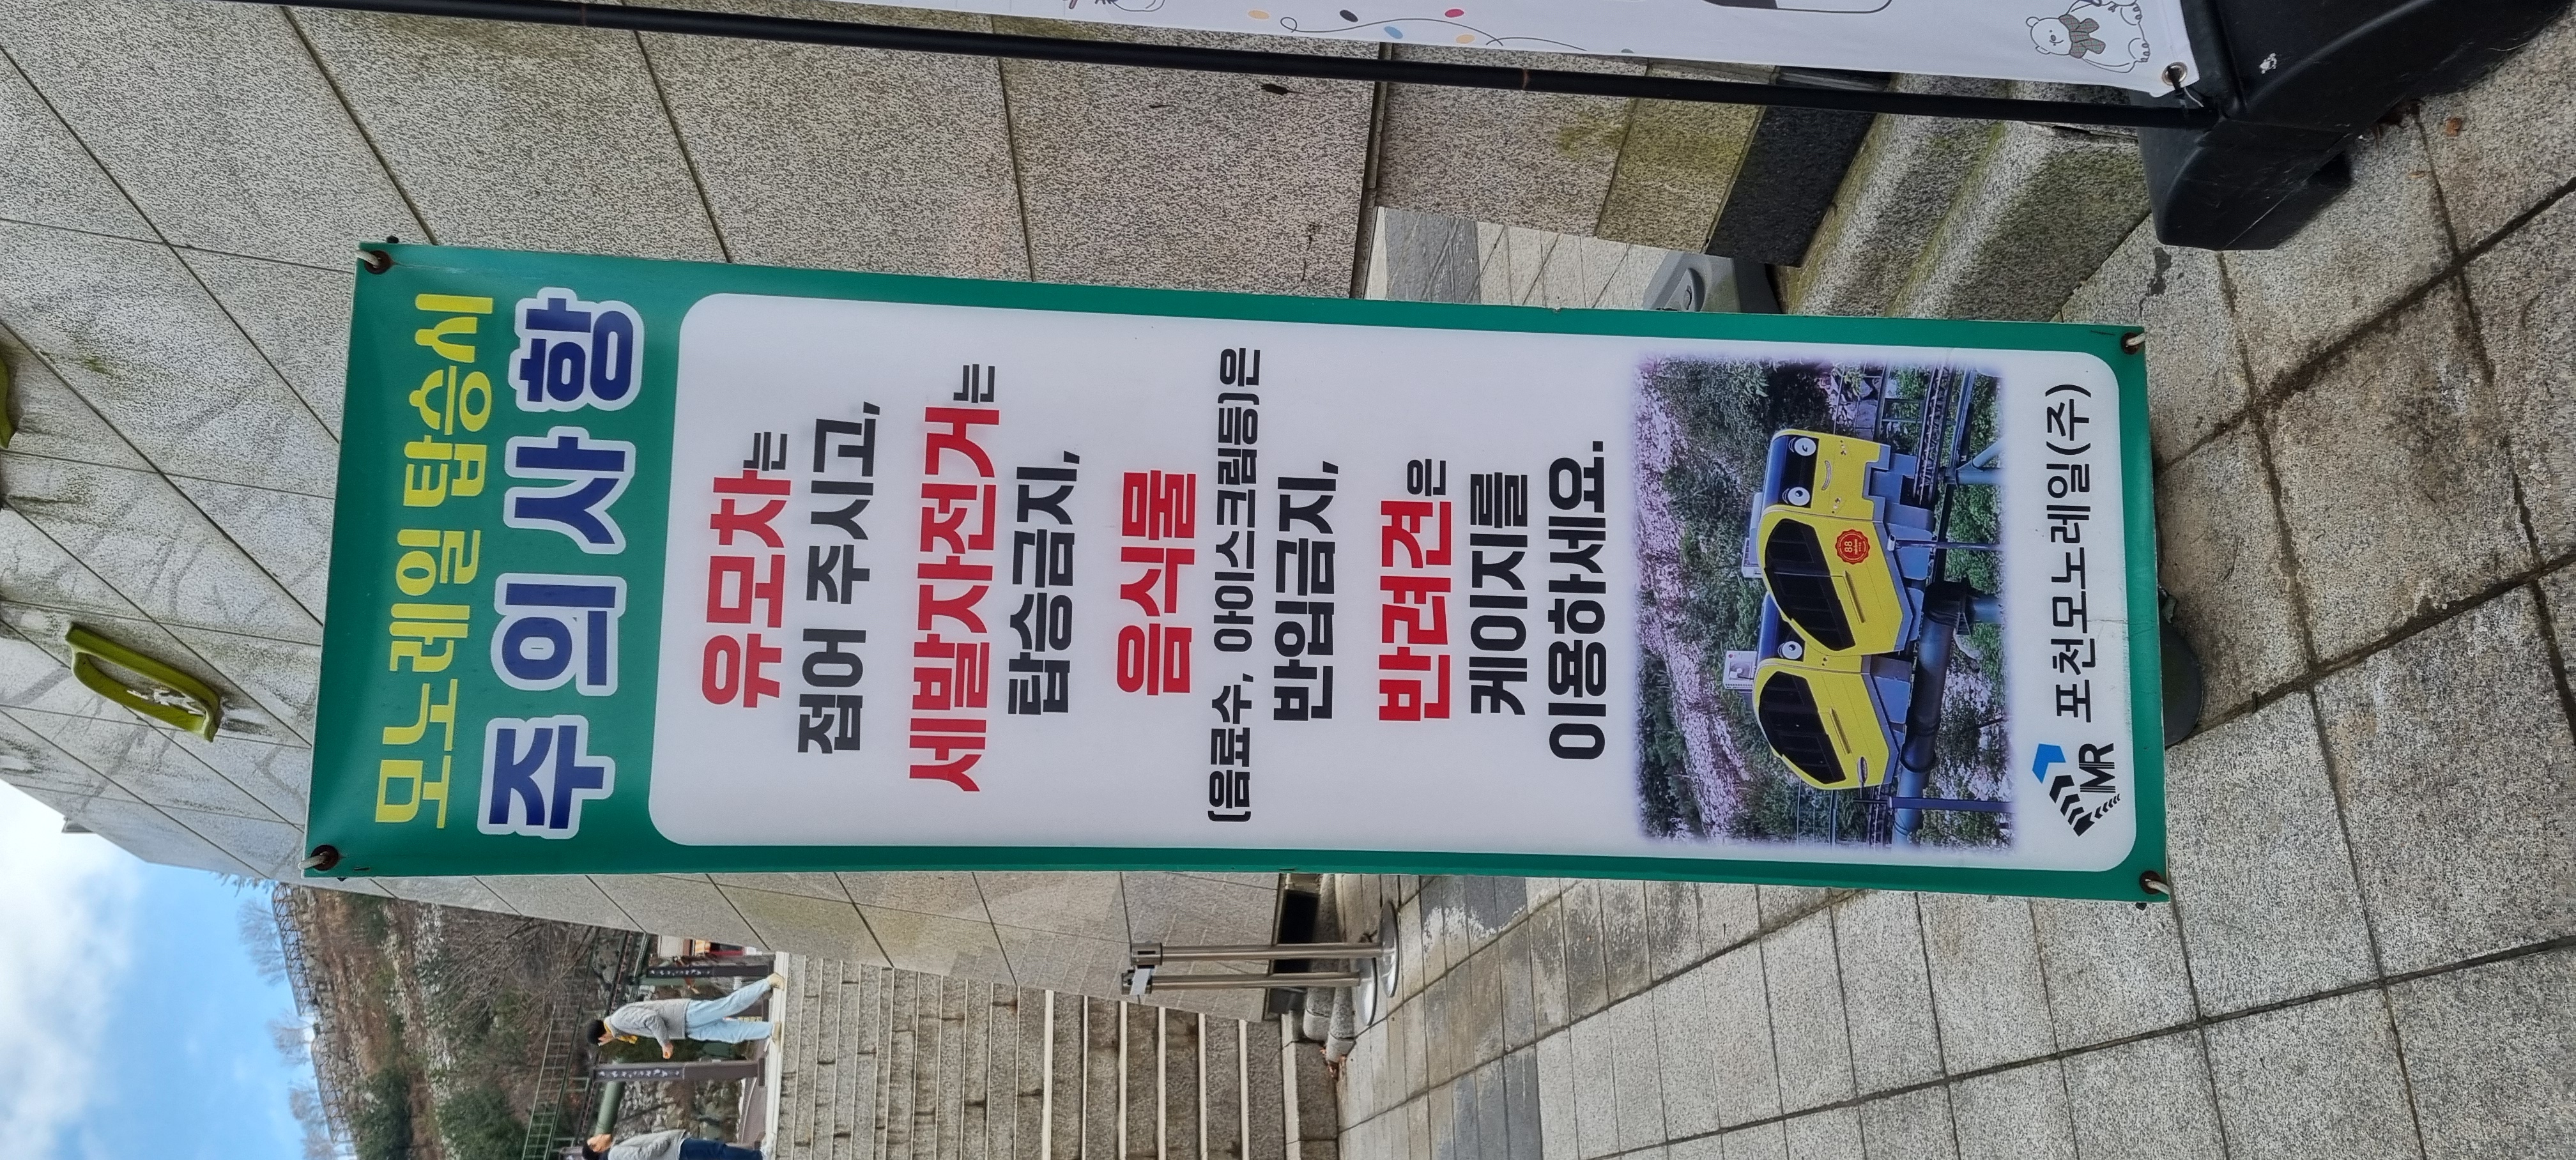 모노레일 탑승시
주의사항
유모차는
접어 주시고,
세발자전거는
탑승금지,
음식물
(음료수, 아이스크림등)은
반입금지,
반려견은
케이지를
이용하세요.
88
MR 포천모노레일(주)